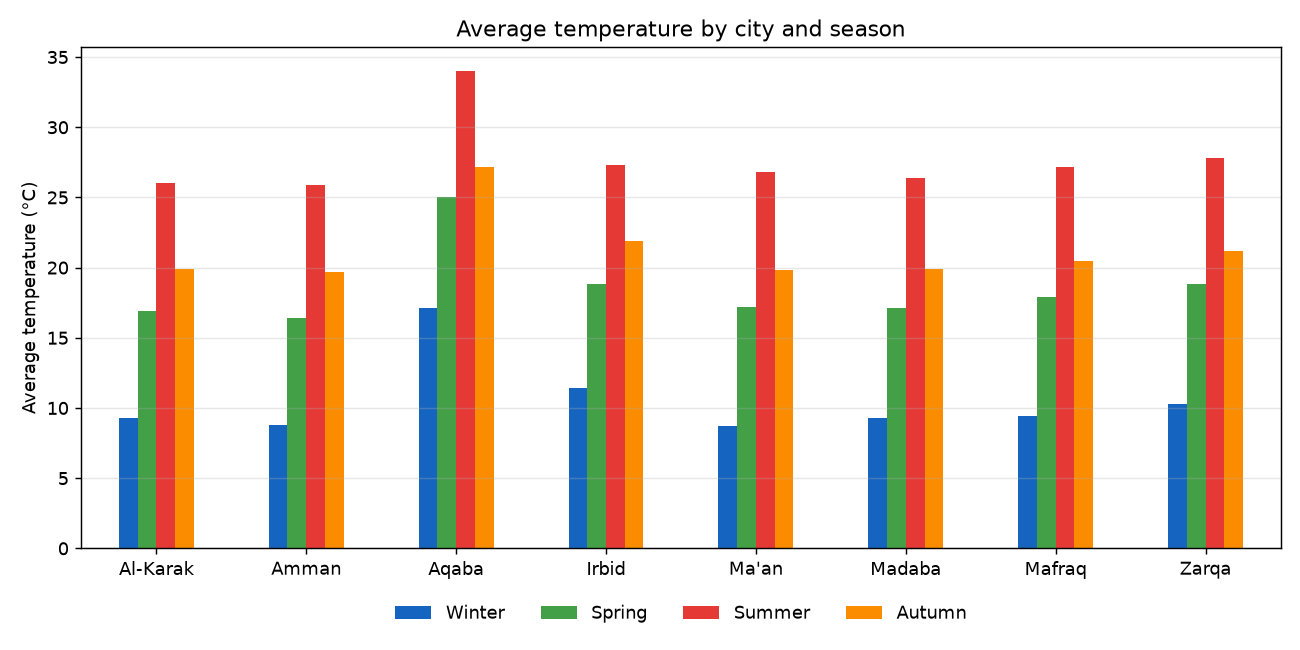 Average temperature by city and season
Average temperature (°C)
35
30
25
20
15
10
5
0
Al-Karak Amman Aqaba Irbid Ma'an Madaba Mafraq Zarqa
Winter Spring Summer Autumn